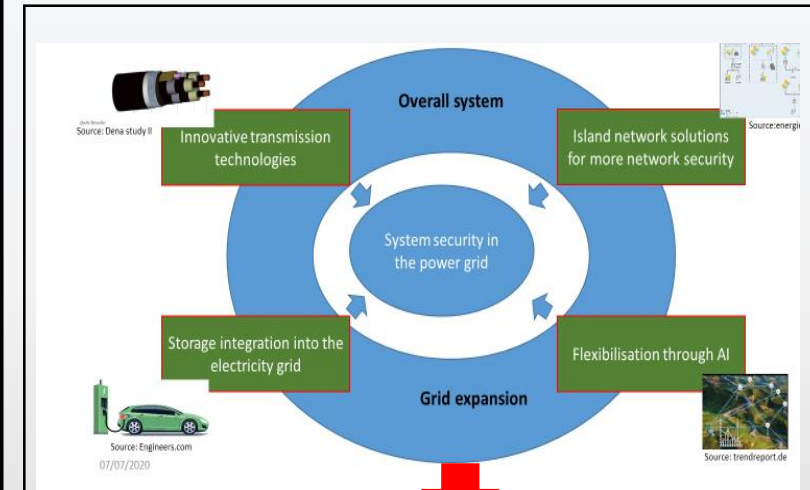 Overall system
Source: Dena study II
Innovative transmission
technologies
Source:energie
Island network solutions
for more network security
System security in
the power grid
Storage integration into the
electricity grid
Flexibilisation through AI
Grid expansion
Source: Engineers.com
Source: trendreport.de
07/07/2020